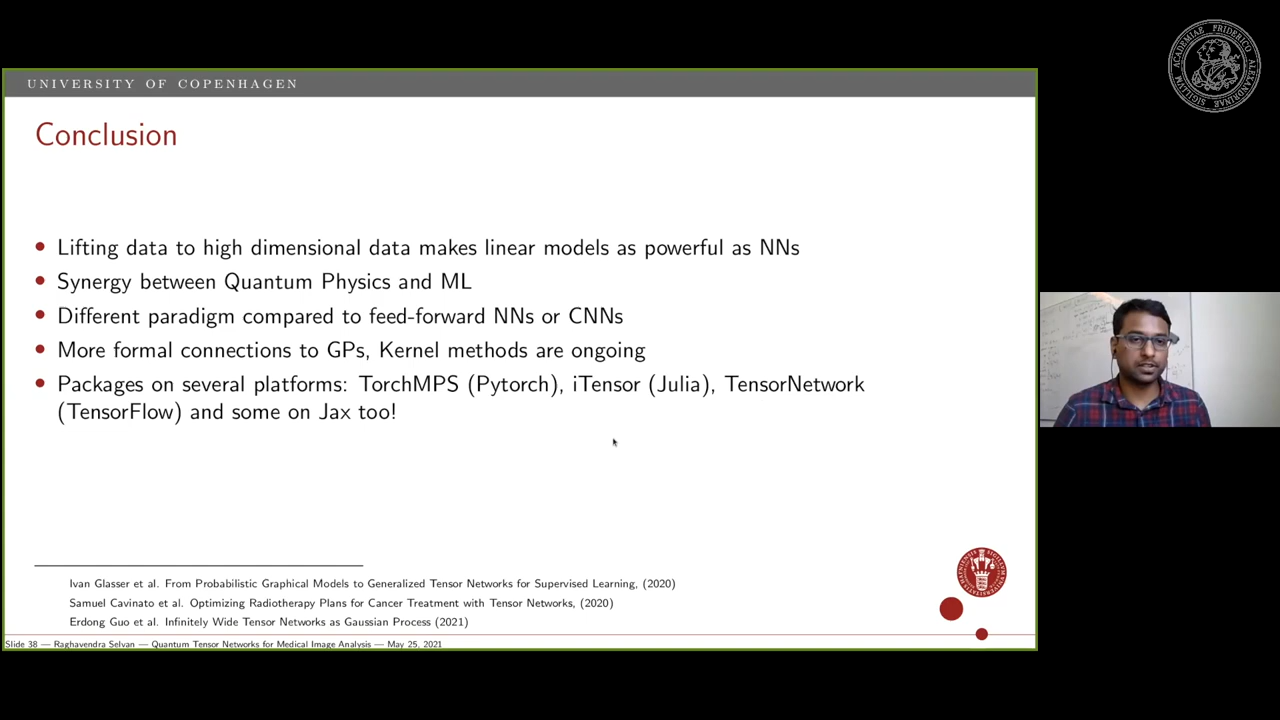 UNIVERSITY OF COPENHAGEN
Conclusion
• Lifting data to high dimensional data makes linear models as powerful as NNs
• Synergy between Quantum Physics and ML
• Different paradigm compared to feed-forward NNs or CNNs
• More formal connections to GPs, Kernel methods are ongoing
• Packages on several platforms: TorchMPS (Pytorch), iTensor (Julia), TensorNetwork
(TensorFlow) and some on Jax too!
Ivan Glasser et al. From Probabilistic Graphical Models to Generalized Tensor Networks for Supervised Learning, (2020)
Samuel Cavinato et al. Optimizing Radiotherapy Plans for Cancer Treatment with Tensor Networks, (2020)
Erdong Guo et al. Infinitely Wide Tensor Networks as Gaussian Process (2021)
Slide 38 — Raghavendra Selvan — Quantum Tensor Networks for Medical Image Analysis — May 25, 2021
ACADEMIAE FRIDERICO ALEXANDRINAE SIGILLVM